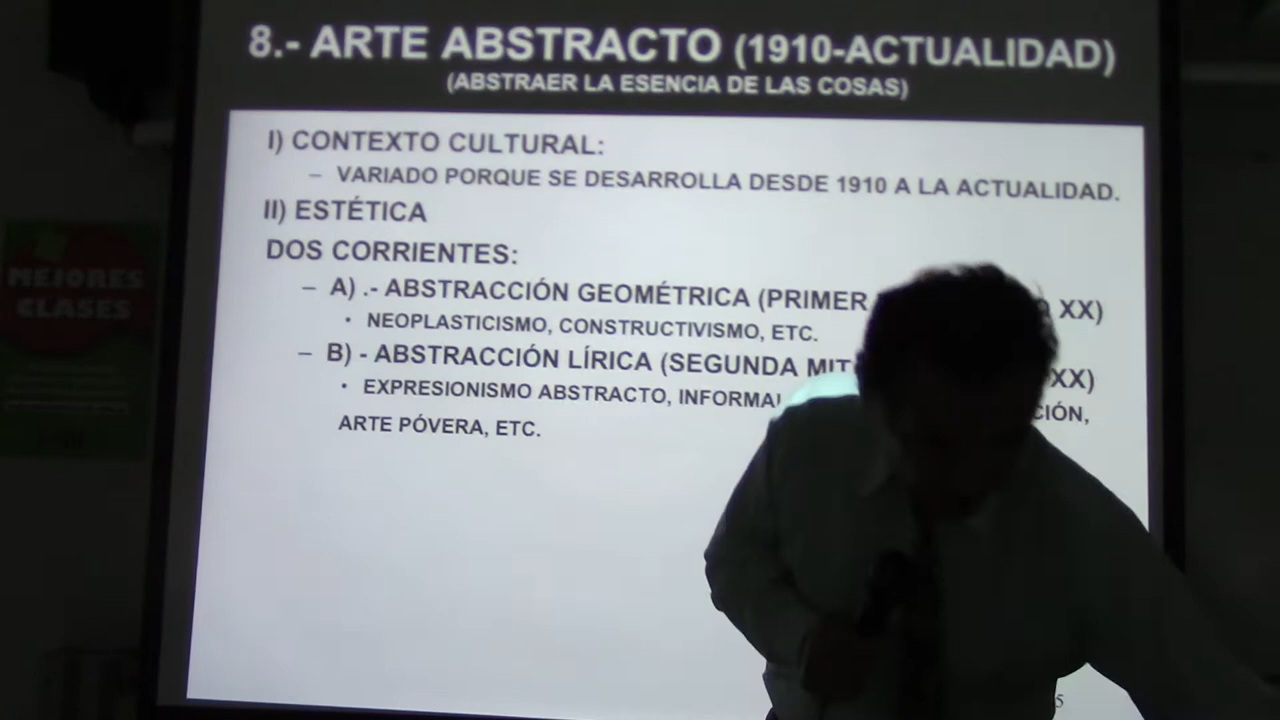 8.- ARTE ABSTRACTO (1910-ACTUALIDAD)
(ABSTRAER LA ESENCIA DE LAS COSAS)
I) CONTEXTO CULTURAL:
– VARIADO PORQUE SE DESARROLLA DESDE 1910 A LA ACTUALIDAD.
II) ESTÉTICA
DOS CORRIENTES:
– A) .- ABSTRACCIÓN GEOMÉTRICA (PRIMER XX)
• NEOPLASTICISMO, CONSTRUCTIVISMO, ETC.
– B) - ABSTRACCIÓN LÍRICA (SEGUNDA XX)
• EXPRESIONISMO ABSTRACTO,
ARTE PÓVERA, ETC.
MEJORES
CLASES
5